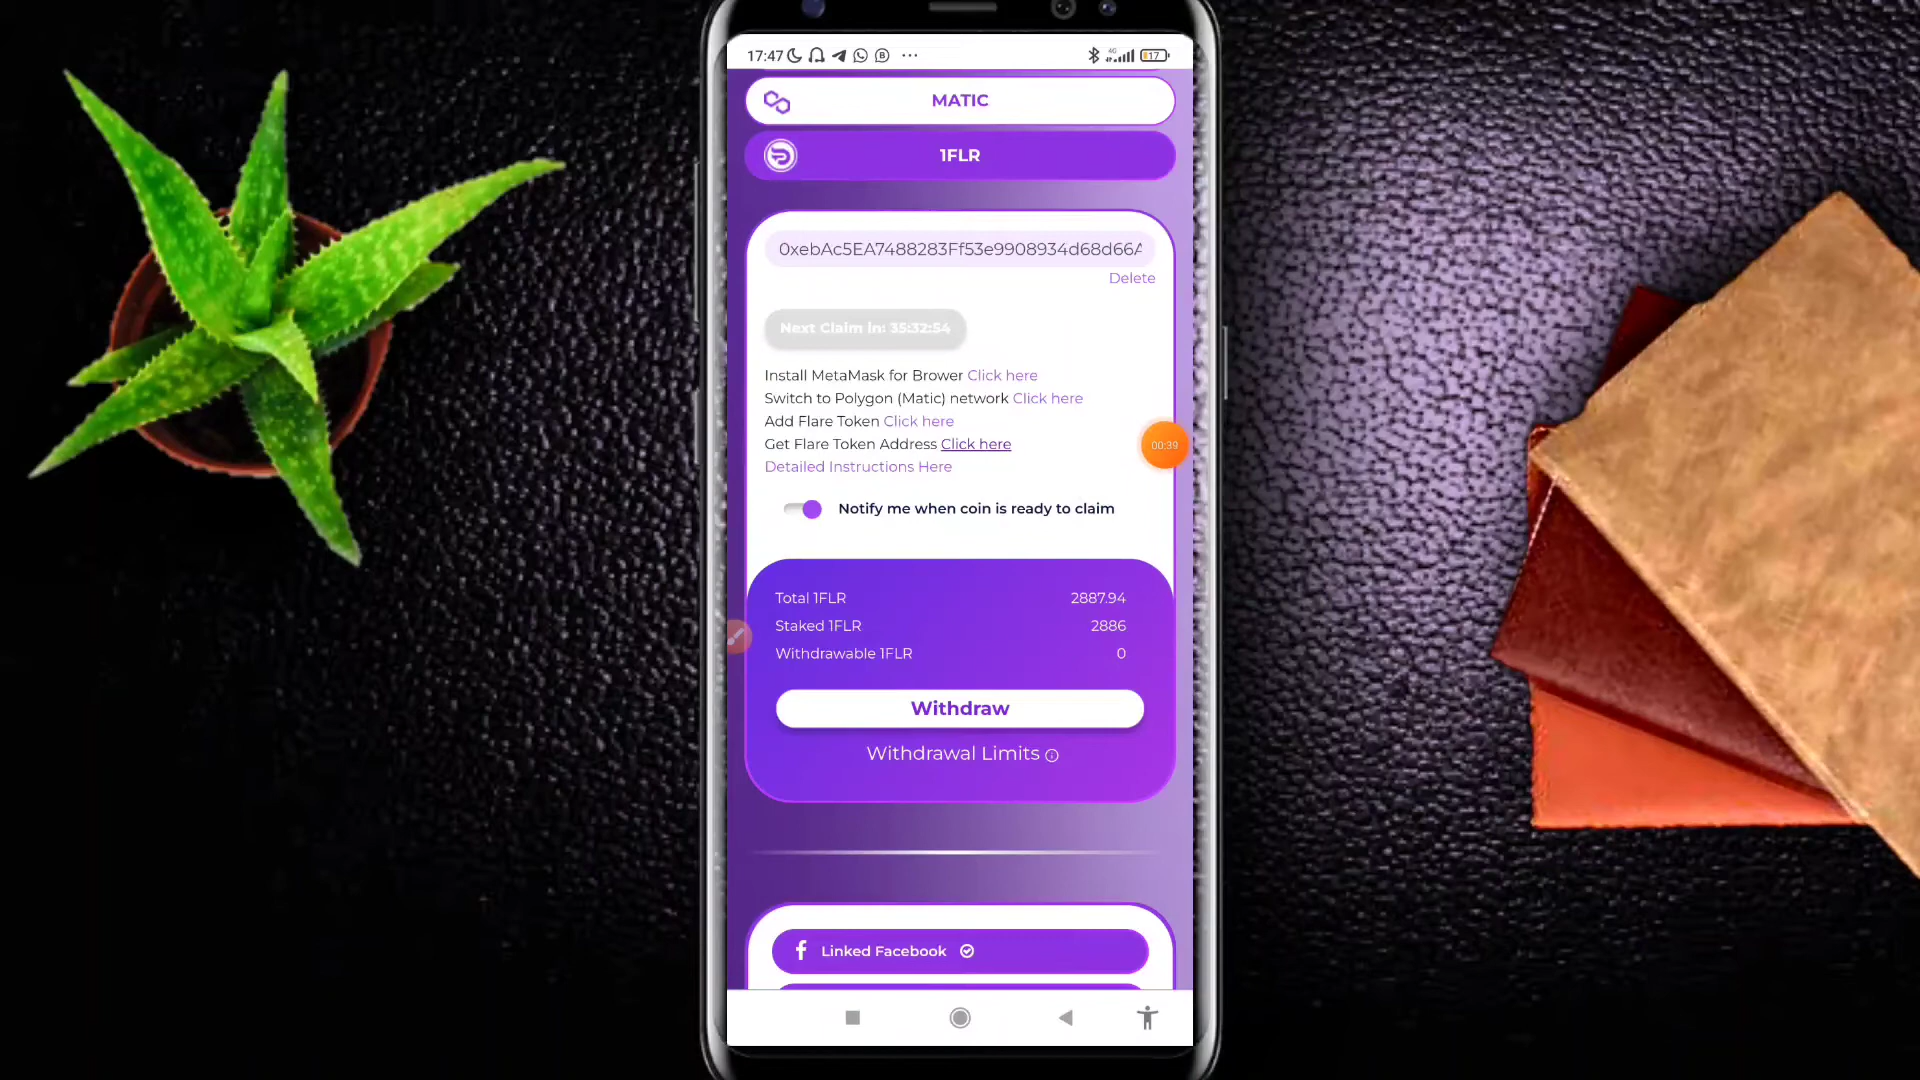 17:47
4G
17
MATIC
1FLR
0xebAc5EA7488283Ff53e9908934d68d66A
Delete
Next Claim in: 35:32:54
Install MetaMask for Brower Click here
Switch to Polygon (Matic) network Click here
Add Flare Token Click here
00:39
Get Flare Token Address Click here
Detailed Instructions Here
Notify me when coin is ready to claim
Total 1FLR 2887.94
Staked 1FLR 2886
Withdrawable 1FLR 0
Withdraw
Withdrawal Limits
Linked Facebook